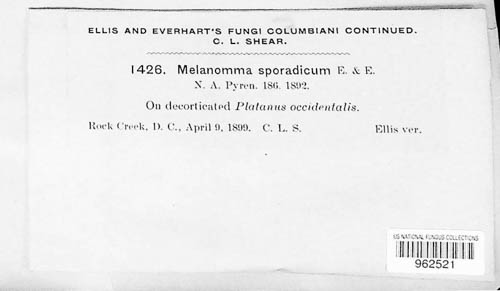 ELLIS AND EVERHART'S FUNGI COLUMBIANI CONTINUED.
C. L. SHEAR.
1426. Melanomma sporadicum E. & E.
N. A. Pyren. 186. 1892.
On decorticated Platanus occidentalis.
Rock Creek, D. C., April 9, 1899. C. L. S. Ellis ver.
US NATIONAL FUNGUS COLLECTIONS
962521